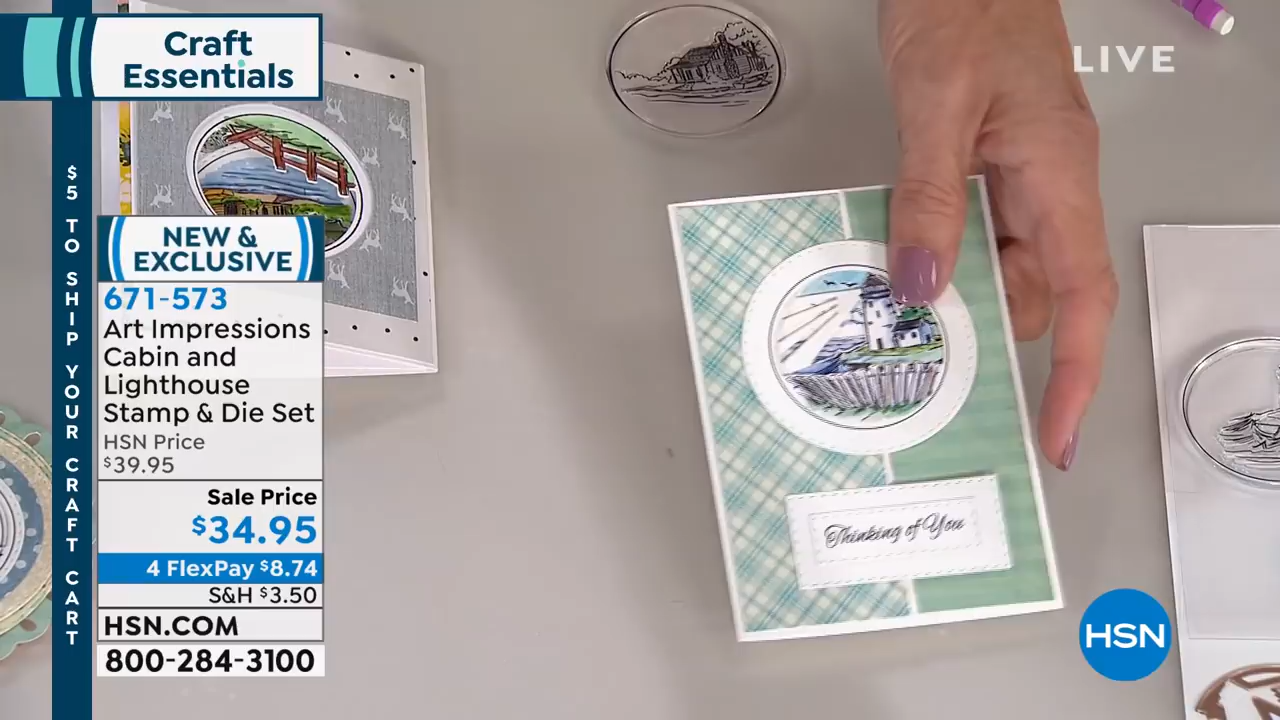 Craft
Essentials
LIVE
$5 TO SHIP YOUR CRAFT CART
NEW &
EXCLUSIVE
671-573
Art Impressions
Cabin and
Lighthouse
Stamp & Die Set
HSN Price
$39.95
Sale Price
$34.95
4 FlexPay $8.74
S&H $3.50
HSN.COM
800-284-3100
Thinking of You
HSN